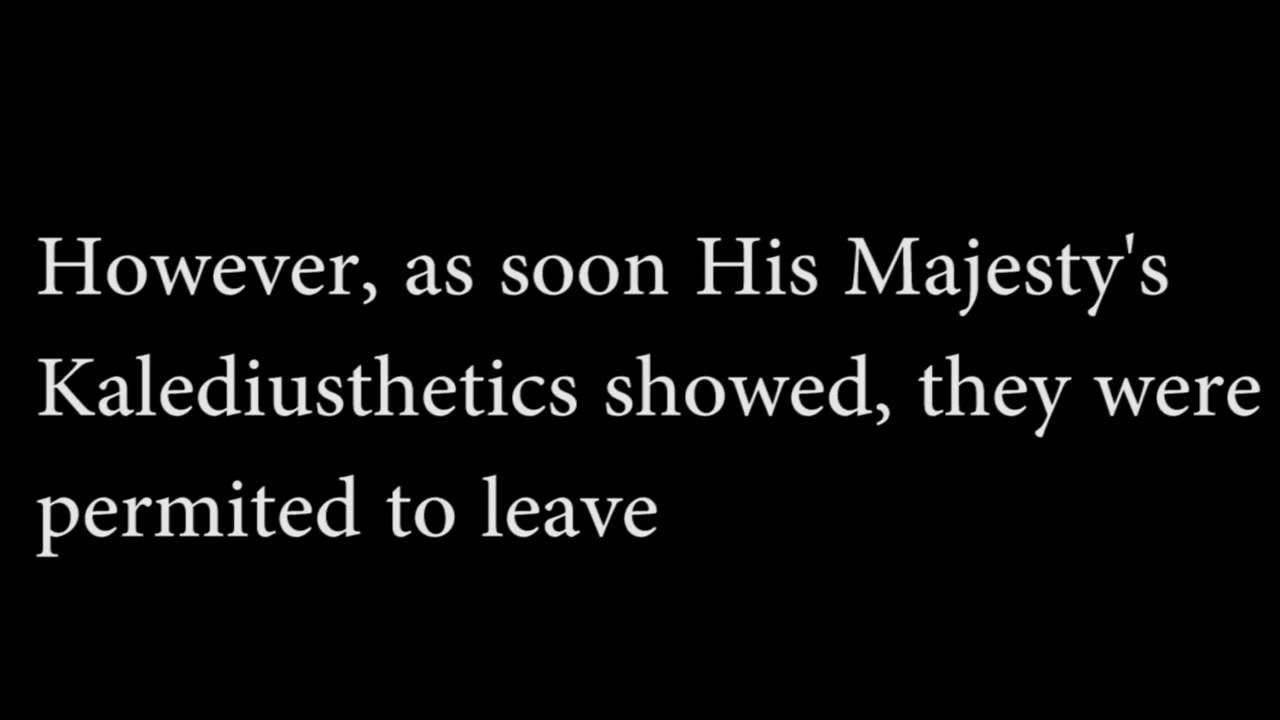 However, as soon His Majesty's
Kalediusthetics showed, they were
permited to leave